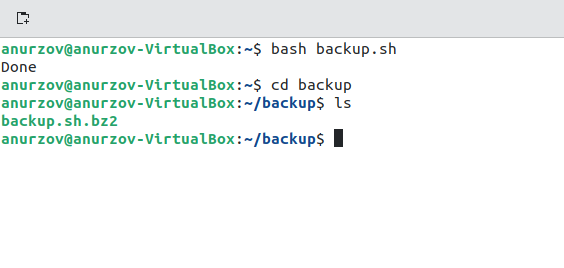 anurzov@anurzov-VirtualBox:~$ bash backup.sh
Done
anurzov@anurzov-VirtualBox:~$ cd backup
anurzov@anurzov-VirtualBox:~/backup$ ls
backup.sh.bz2
anurzov@anurzov-VirtualBox:~/backup$